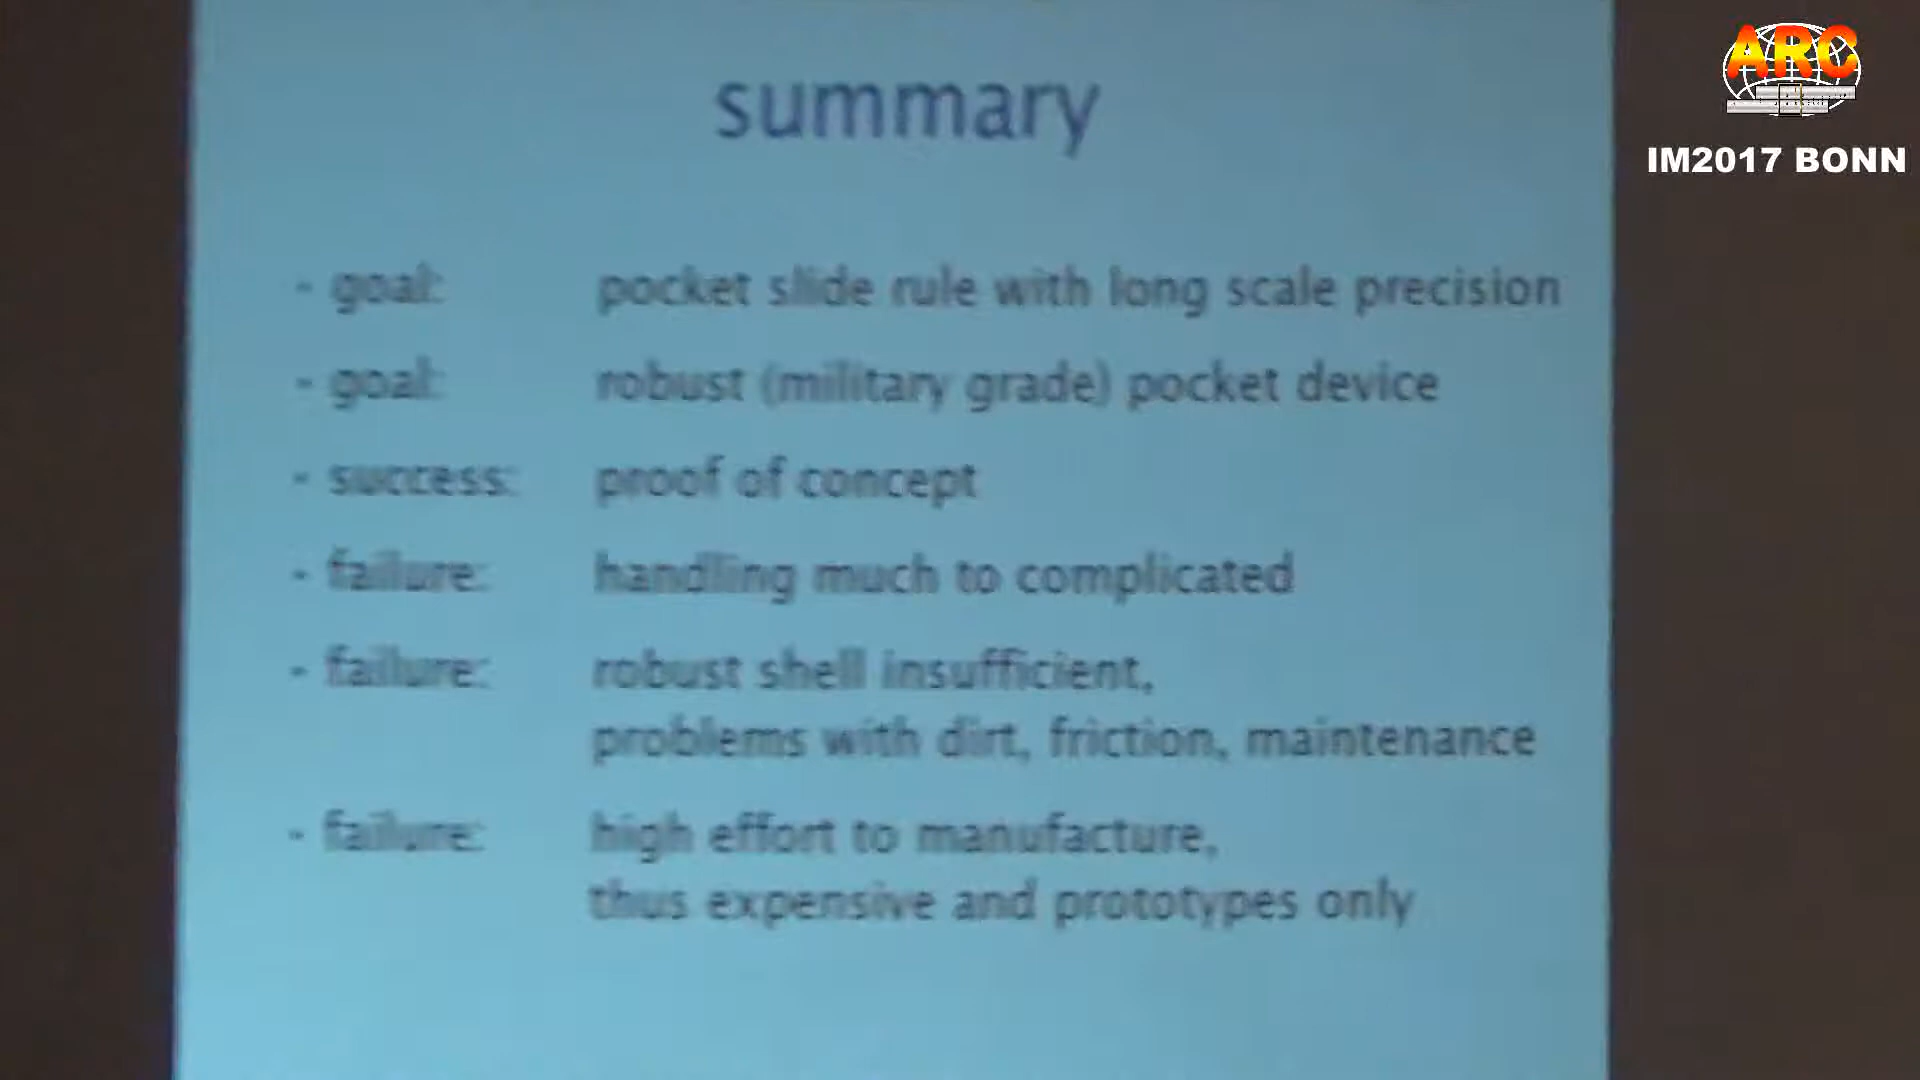 summary
ARC
IM2017 BONN
- goal: pocket slide rule with long scale precision
- goal: robust (military grade) pocket device
- success: proof of concept
- failure: handling much to complicated
- failure: robust shell insufficient,
problems with dirt, friction, maintenance
- failure: high effort to manufacture,
thus expensive and prototypes only